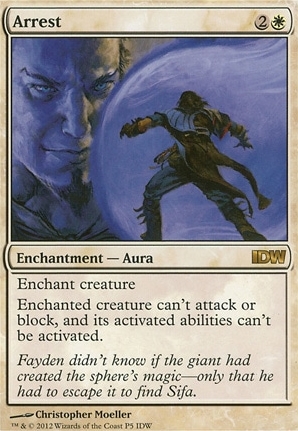 Arrest 2
Enchantment — Aura IDW
Enchant creature
Enchanted creature can't attack or
block, and its activated abilities can't
be activated.
Fayden didn't know if the giant had
created the sphere's magic—only that he
had to escape it to find Sifa.
Christopher Moeller
™ & © 2012 Wizards of the Coast P5 IDW